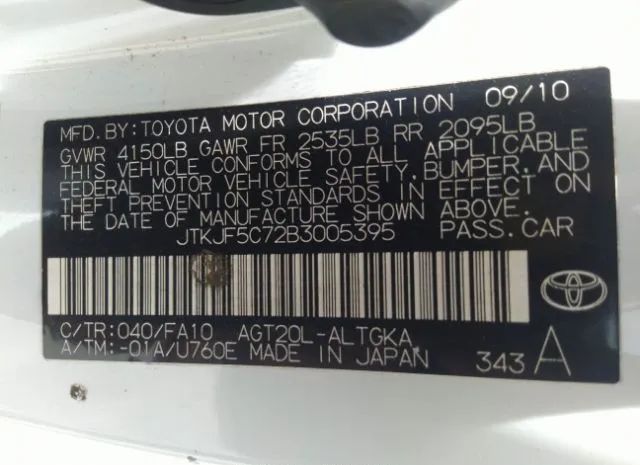 MFD.BY:TOYOTA MOTOR CORPORATION 09/10
GVWR 4150LB GAWR FR 2535LB RR 2095LB
THIS VEHICLE CONFORMS TO ALL APPLICABLE
FEDERAL MOTOR VEHICLE SAFETY,BUMPER,AND
THEFT PREVENTION STANDARDS IN EFFECT ON
THE DATE OF MANUFACTURE SHOWN ABOVE.
JTKJF5C72B3005395 PASS.CAR
C/TR:040/FA10 AGT20L-ALTGKA
A/TM:-01A/U760E MADE IN JAPAN 343 A